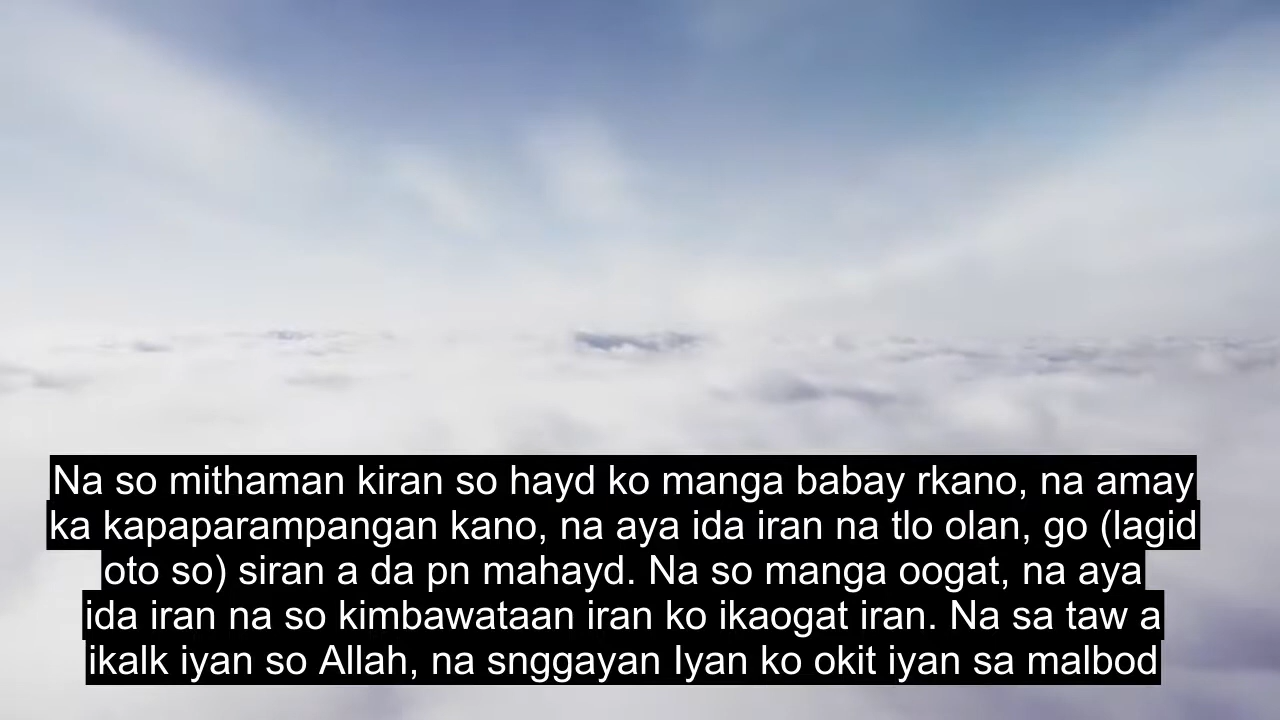 Na so mithaman kiran so hayd ko manga babay rkano, na amay
ka kapaparampangan kano, na aya ida iran na tlo olan, go (lagid
oto so) siran a da pn mahayd. Na so manga oogat, na aya
ida iran na so kimbawataan iran ko ikaogat iran. Na sa taw a
ikalk iyan so Allah, na snggayan Iyan ko okit iyan sa malbod